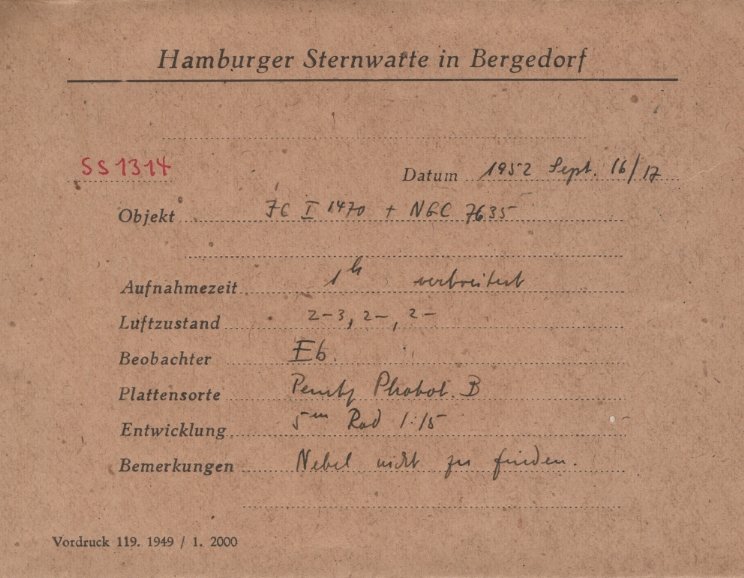 Hamburger Sternwarte in Bergedorf
SS 1314
Datum 1952 Sept. 16/17
Objekt IC I 1470 + NGC 7635
Aufnahmezeit 1h verbreitert
Luftzustand 2-3, 2-, 2-
Beobachter Eb.
Plattensorte Perutz Phobol. B
Entwicklung 5m Rod 1:15
Bemerkungen Nebel nicht zu finden.
Vordruck 119. 1949 / 1. 2000